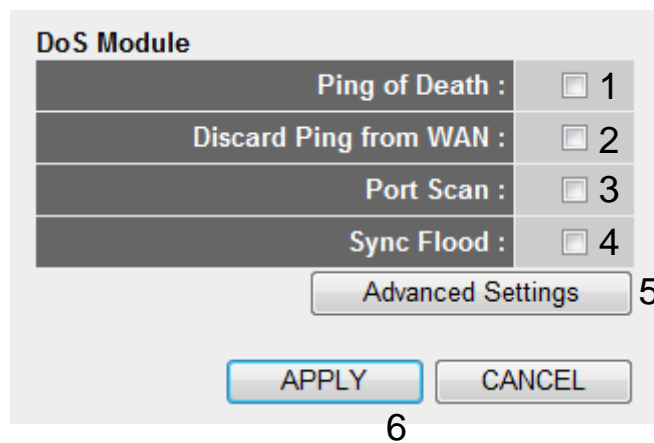 DoS Module
Ping of Death : 1
Discard Ping from WAN : 2
Port Scan : 3
Sync Flood : 4
Advanced Settings 5
APPLY CANCEL
6